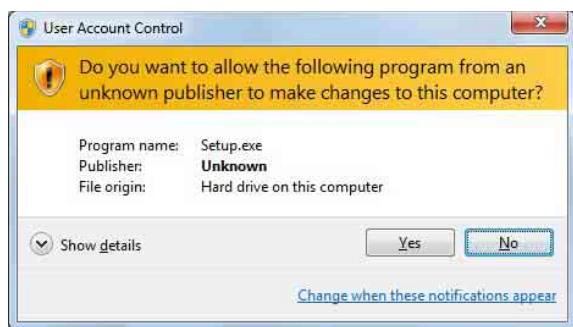 User Account Control
Do you want to allow the following program from an
unknown publisher to make changes to this computer?
Program name: Setup.exe
Publisher: Unknown
File origin: Hard drive on this computer
Show details
Yes
No
Change when these notifications appear